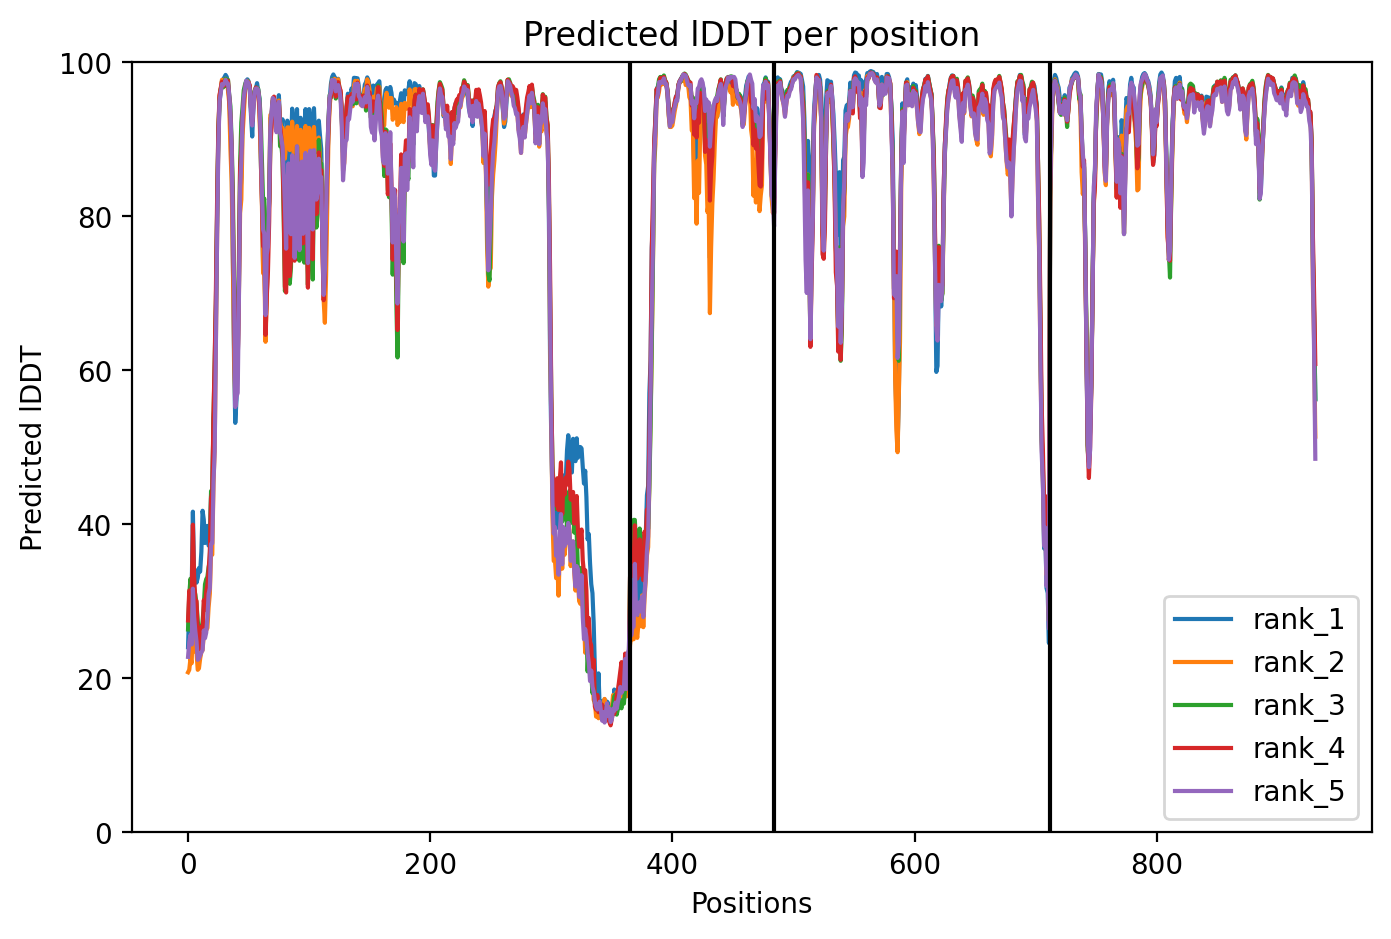 Predicted lDDT per position
Predicted lDDT
100
80
60
40
20
0
0 200 400 600 800
Positions
rank_1
rank_2
rank_3
rank_4
rank_5